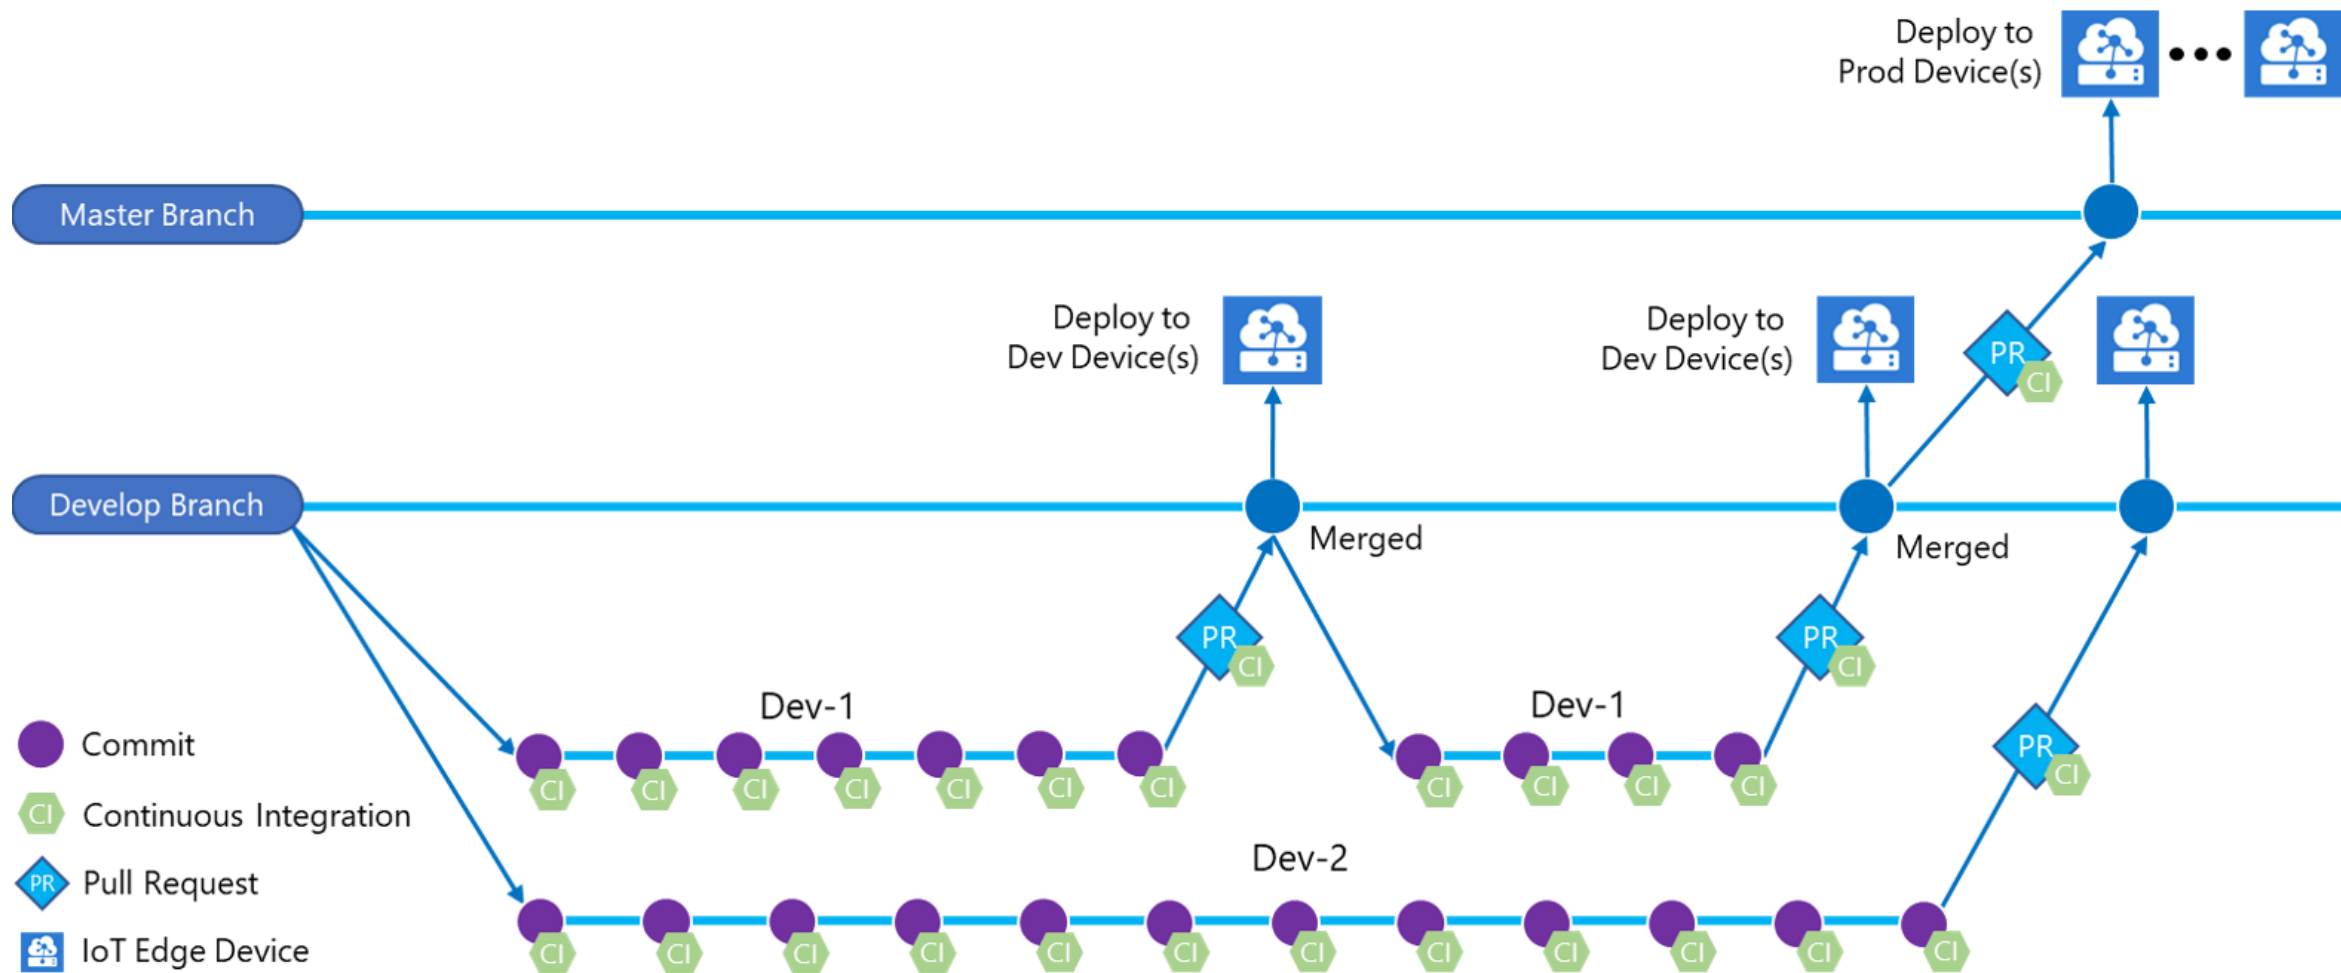 Deploy to
Prod Device(s)
Master Branch
Deploy to
Dev Device(s)
Deploy to
Dev Device(s)
PR
CI
Develop Branch
Merged
Merged
PR
CI
PR
CI
Dev-1
Dev-1
PR
CI
Commit
CI CI CI CI CI CI CI
CI CI CI CI
CI Continuous Integration
Dev-2
PR Pull Request
IoT Edge Device
CI CI CI CI CI CI CI CI CI CI CI CI